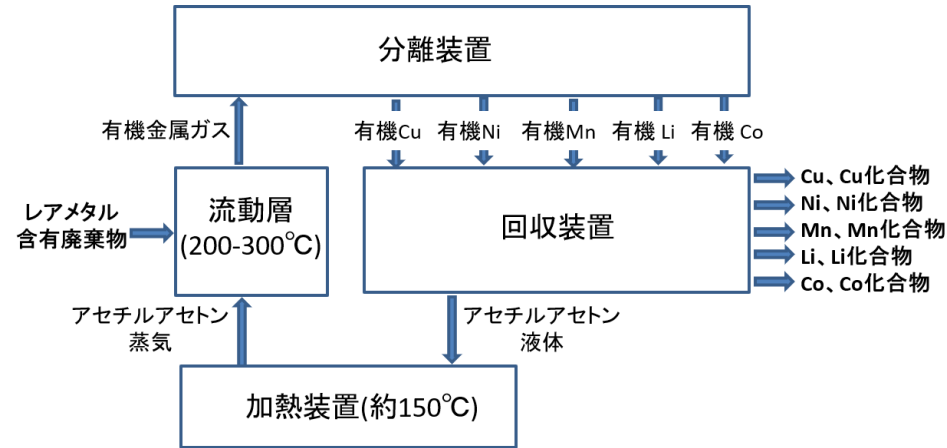 分離装置
有機金属ガス
有機Cu
有機Ni
有機Mn
有機 Li
有機 Co
レアメタル
含有廃棄物
流動層
(200-300℃)
回収装置
Cu、Cu化合物
Ni、Ni化合物
Mn、Mn化合物
Li、Li化合物
Co、Co化合物
アセチルアセトン
蒸気
アセチルアセトン
液体
加熱装置(約150℃)